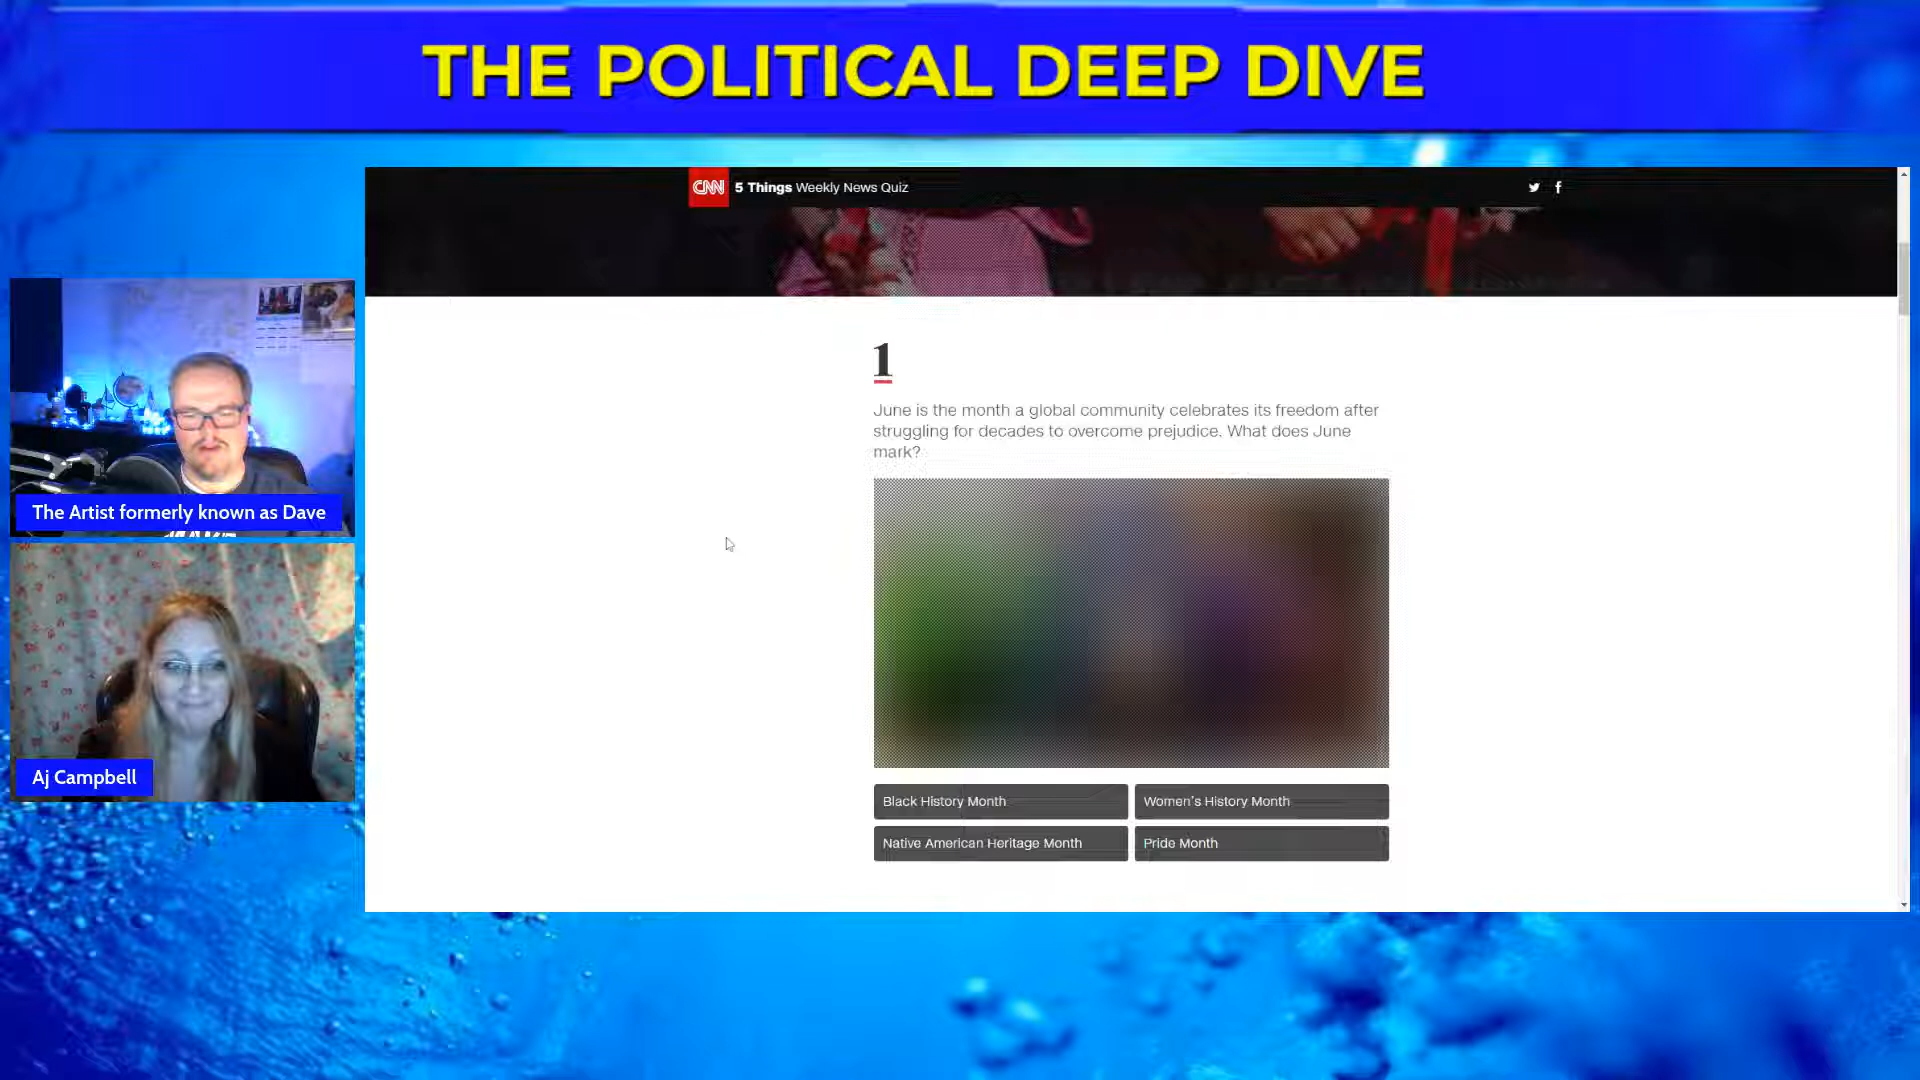 THE POLITICAL DEEP DIVE
CNN 5 Things Weekly News Quiz
1
June is the month a global community celebrates its freedom after
struggling for decades to overcome prejudice. What does June
mark?
Black History Month
Women's History Month
Native American Heritage Month
Pride Month
The Artist formerly known as Dave
Aj Campbell